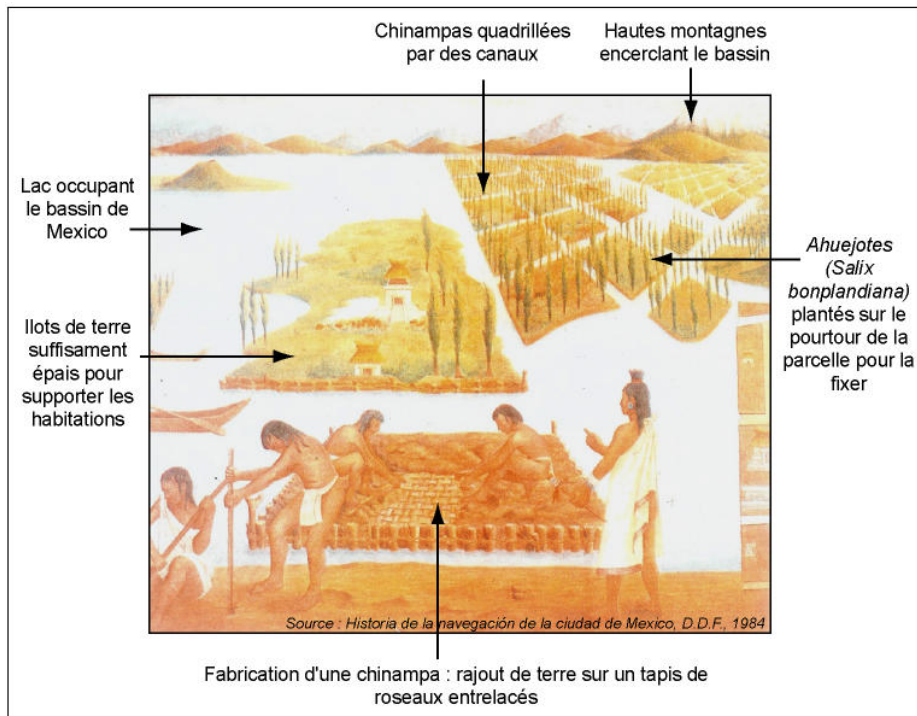 Chinampas quadrillées
par des canaux
Hautes montagnes
encerclant le bassin
Lac occupant
le bassin de
Mexico
Ahuejotes
(Salix
bonplandiana)
plantés sur le
pourtour de la
parcelle pour la
fixer
Ilots de terre
suffisament
épais pour
supporter les
habitations
Source : Historia de la navegación de la ciudad de Mexico, D.D.F., 1984
Fabrication d'une chinampa : rajout de terre sur un tapis de
roseaux entrelacés